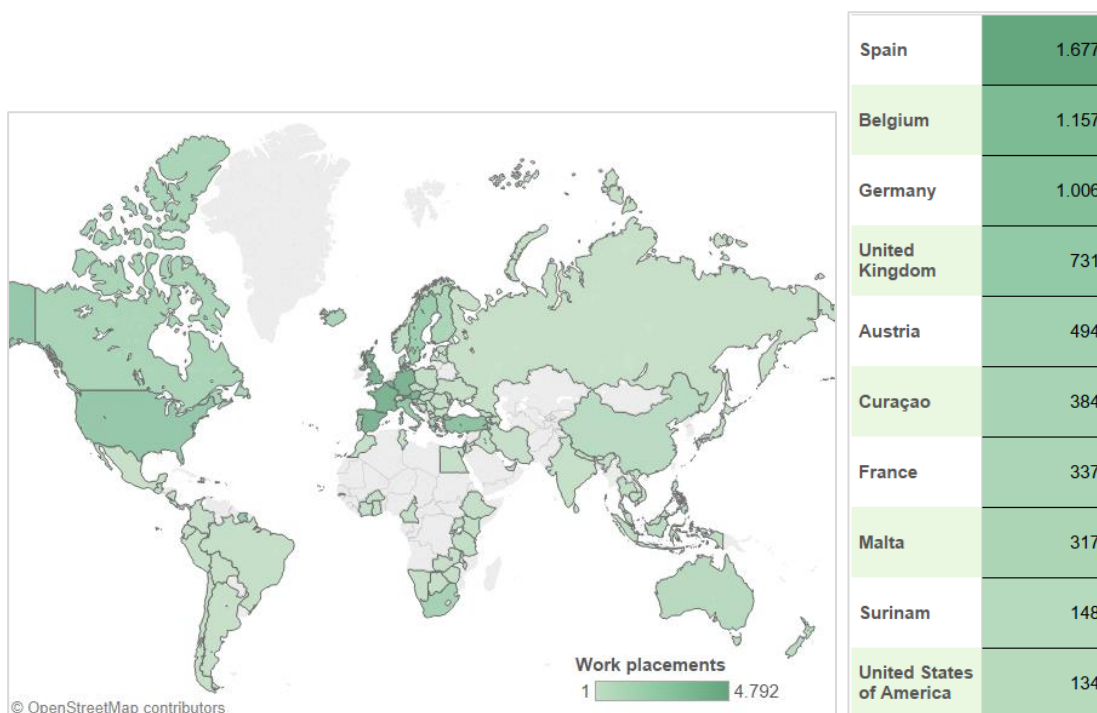 Spain 1.677
Belgium 1.157
Germany 1.006
United
Kingdom 731
Austria 494
Curaçao 384
France 337
Malta 317
Surinam 148
United States
of America 134
Work placements
1 4.792
© OpenStreetMap contributors